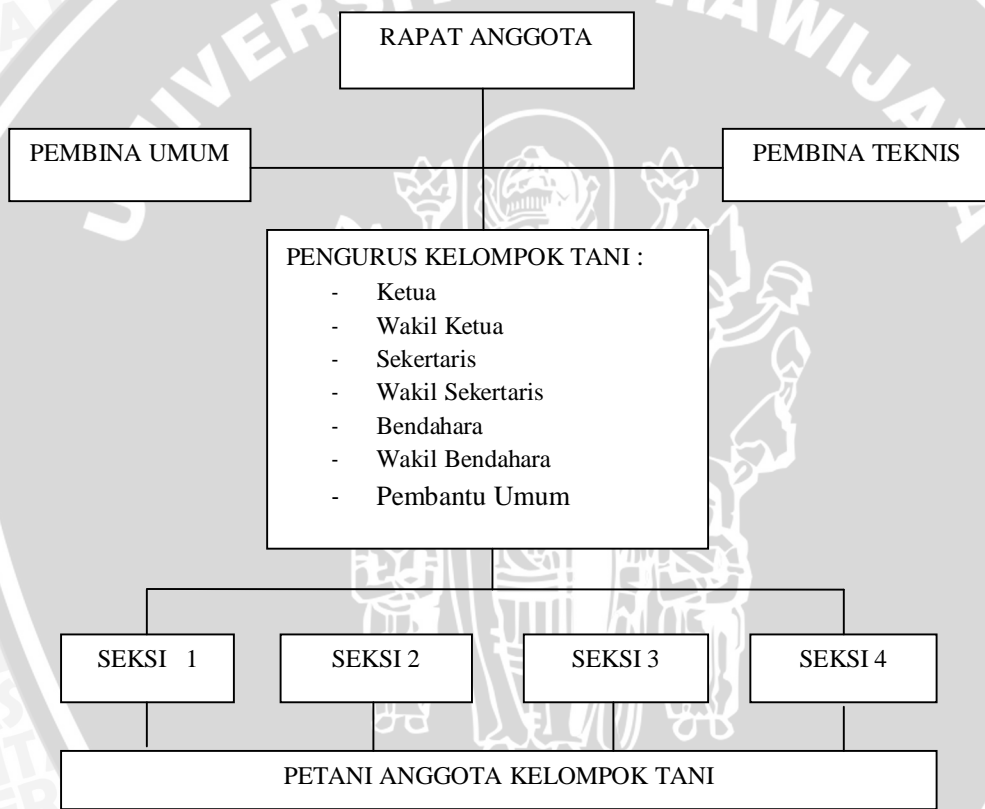 RAPAT ANGGOTA
PEMBINA UMUM
PEMBINA TEKNIS
PENGURUS KELOMPOK TANI :
- Ketua
- Wakil Ketua
- Sekertaris
- Wakil Sekertaris
- Bendahara
- Wakil Bendahara
- Pembantu Umum
SEKSI 1
SEKSI 2
SEKSI 3
SEKSI 4
PETANI ANGGOTA KELOMPOK TANI